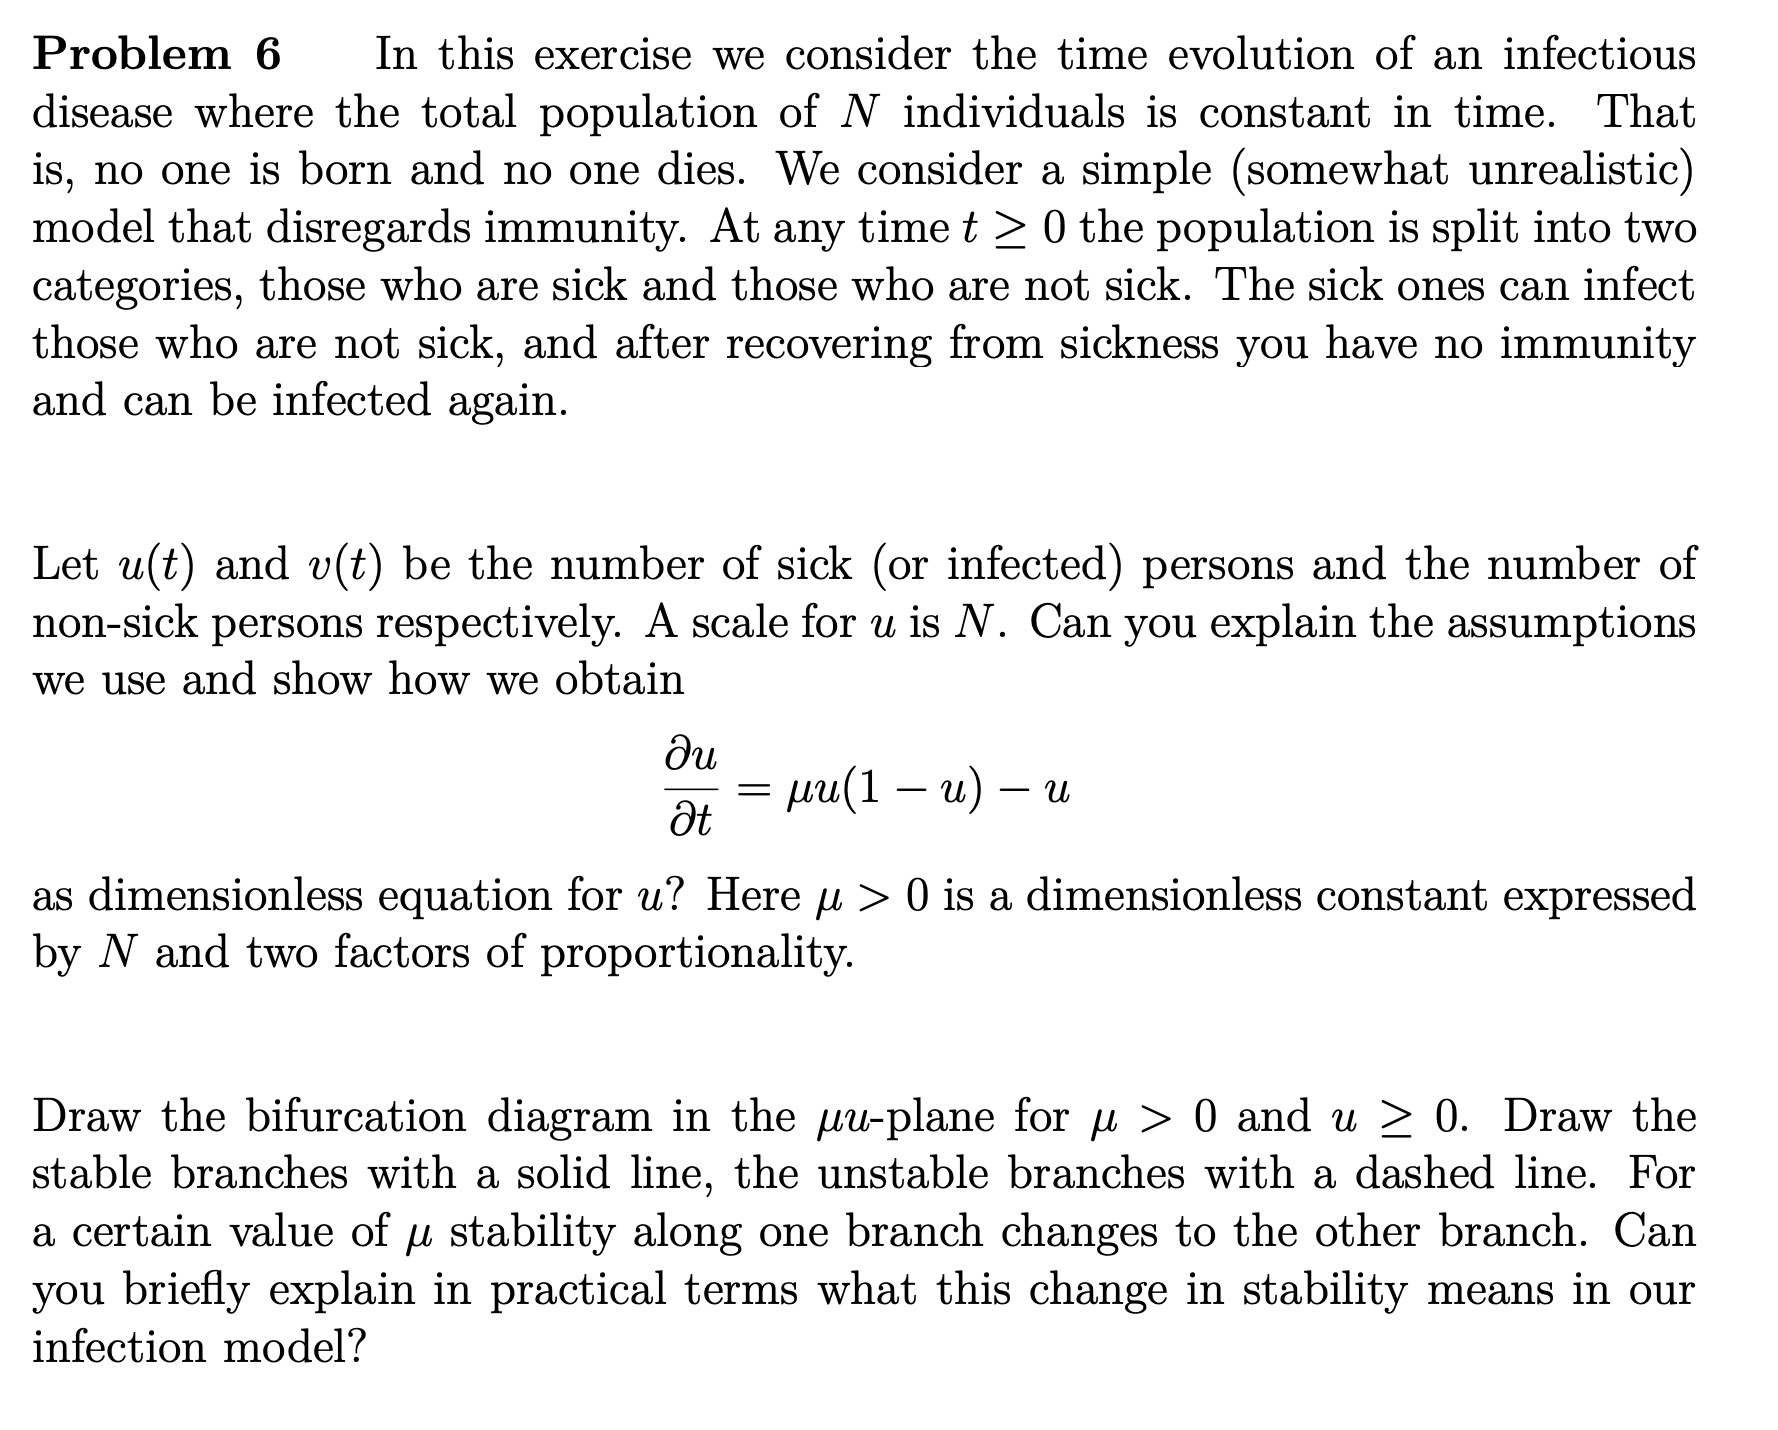 Problem 6 In this exercise we consider the time evolution of an infectious
disease where the total population of N individuals is constant in time. That
is, no one is born and no one dies. We consider a simple (somewhat unrealistic)
model that disregards immunity. At any time t ≥ 0 the population is split into two
categories, those who are sick and those who are not sick. The sick ones can infect
those who are not sick, and after recovering from sickness you have no immunity
and can be infected again.
Let u(t) and v(t) be the number of sick (or infected) persons and the number of
non-sick persons respectively. A scale for u is N. Can you explain the assumptions
we use and show how we obtain
∂u/∂t = μu(1 − u) − u
as dimensionless equation for u? Here μ > 0 is a dimensionless constant expressed
by N and two factors of proportionality.
Draw the bifurcation diagram in the μu-plane for μ > 0 and u ≥ 0. Draw the
stable branches with a solid line, the unstable branches with a dashed line. For
a certain value of μ stability along one branch changes to the other branch. Can
you briefly explain in practical terms what this change in stability means in our
infection model?